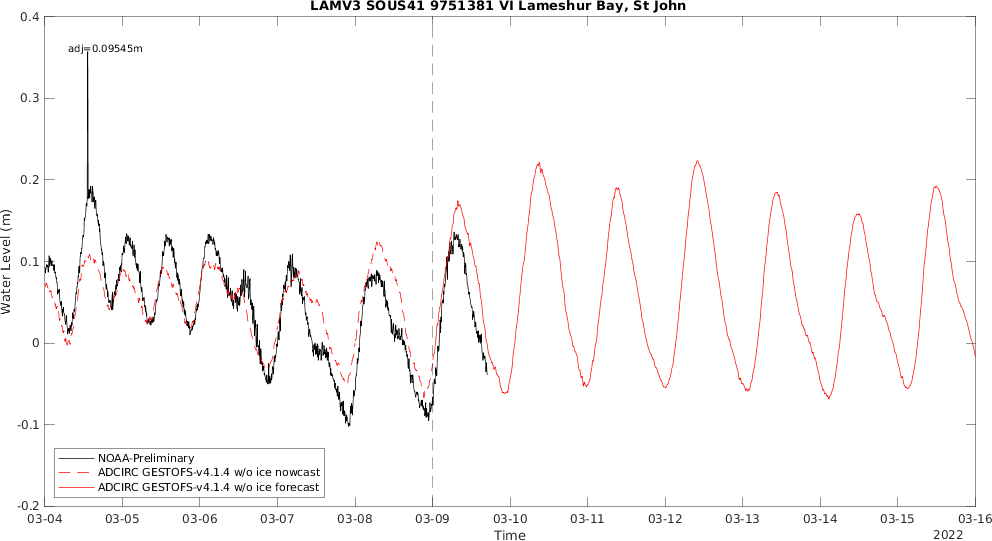 LAMV3 SOUS41 9751381 VI Lameshur Bay, St John
adj=0.09545m
Water Level (m)
0.4
0.3
0.2
0.1
0
-0.1
-0.2
NOAA-Preliminary
ADCIRC GESTOFS-v4.1.4 w/o ice nowcast
ADCIRC GESTOFS-v4.1.4 w/o ice forecast
03-04 03-05 03-06 03-07 03-08 03-09 03-10 03-11 03-12 03-13 03-14 03-15 03-16
Time
2022